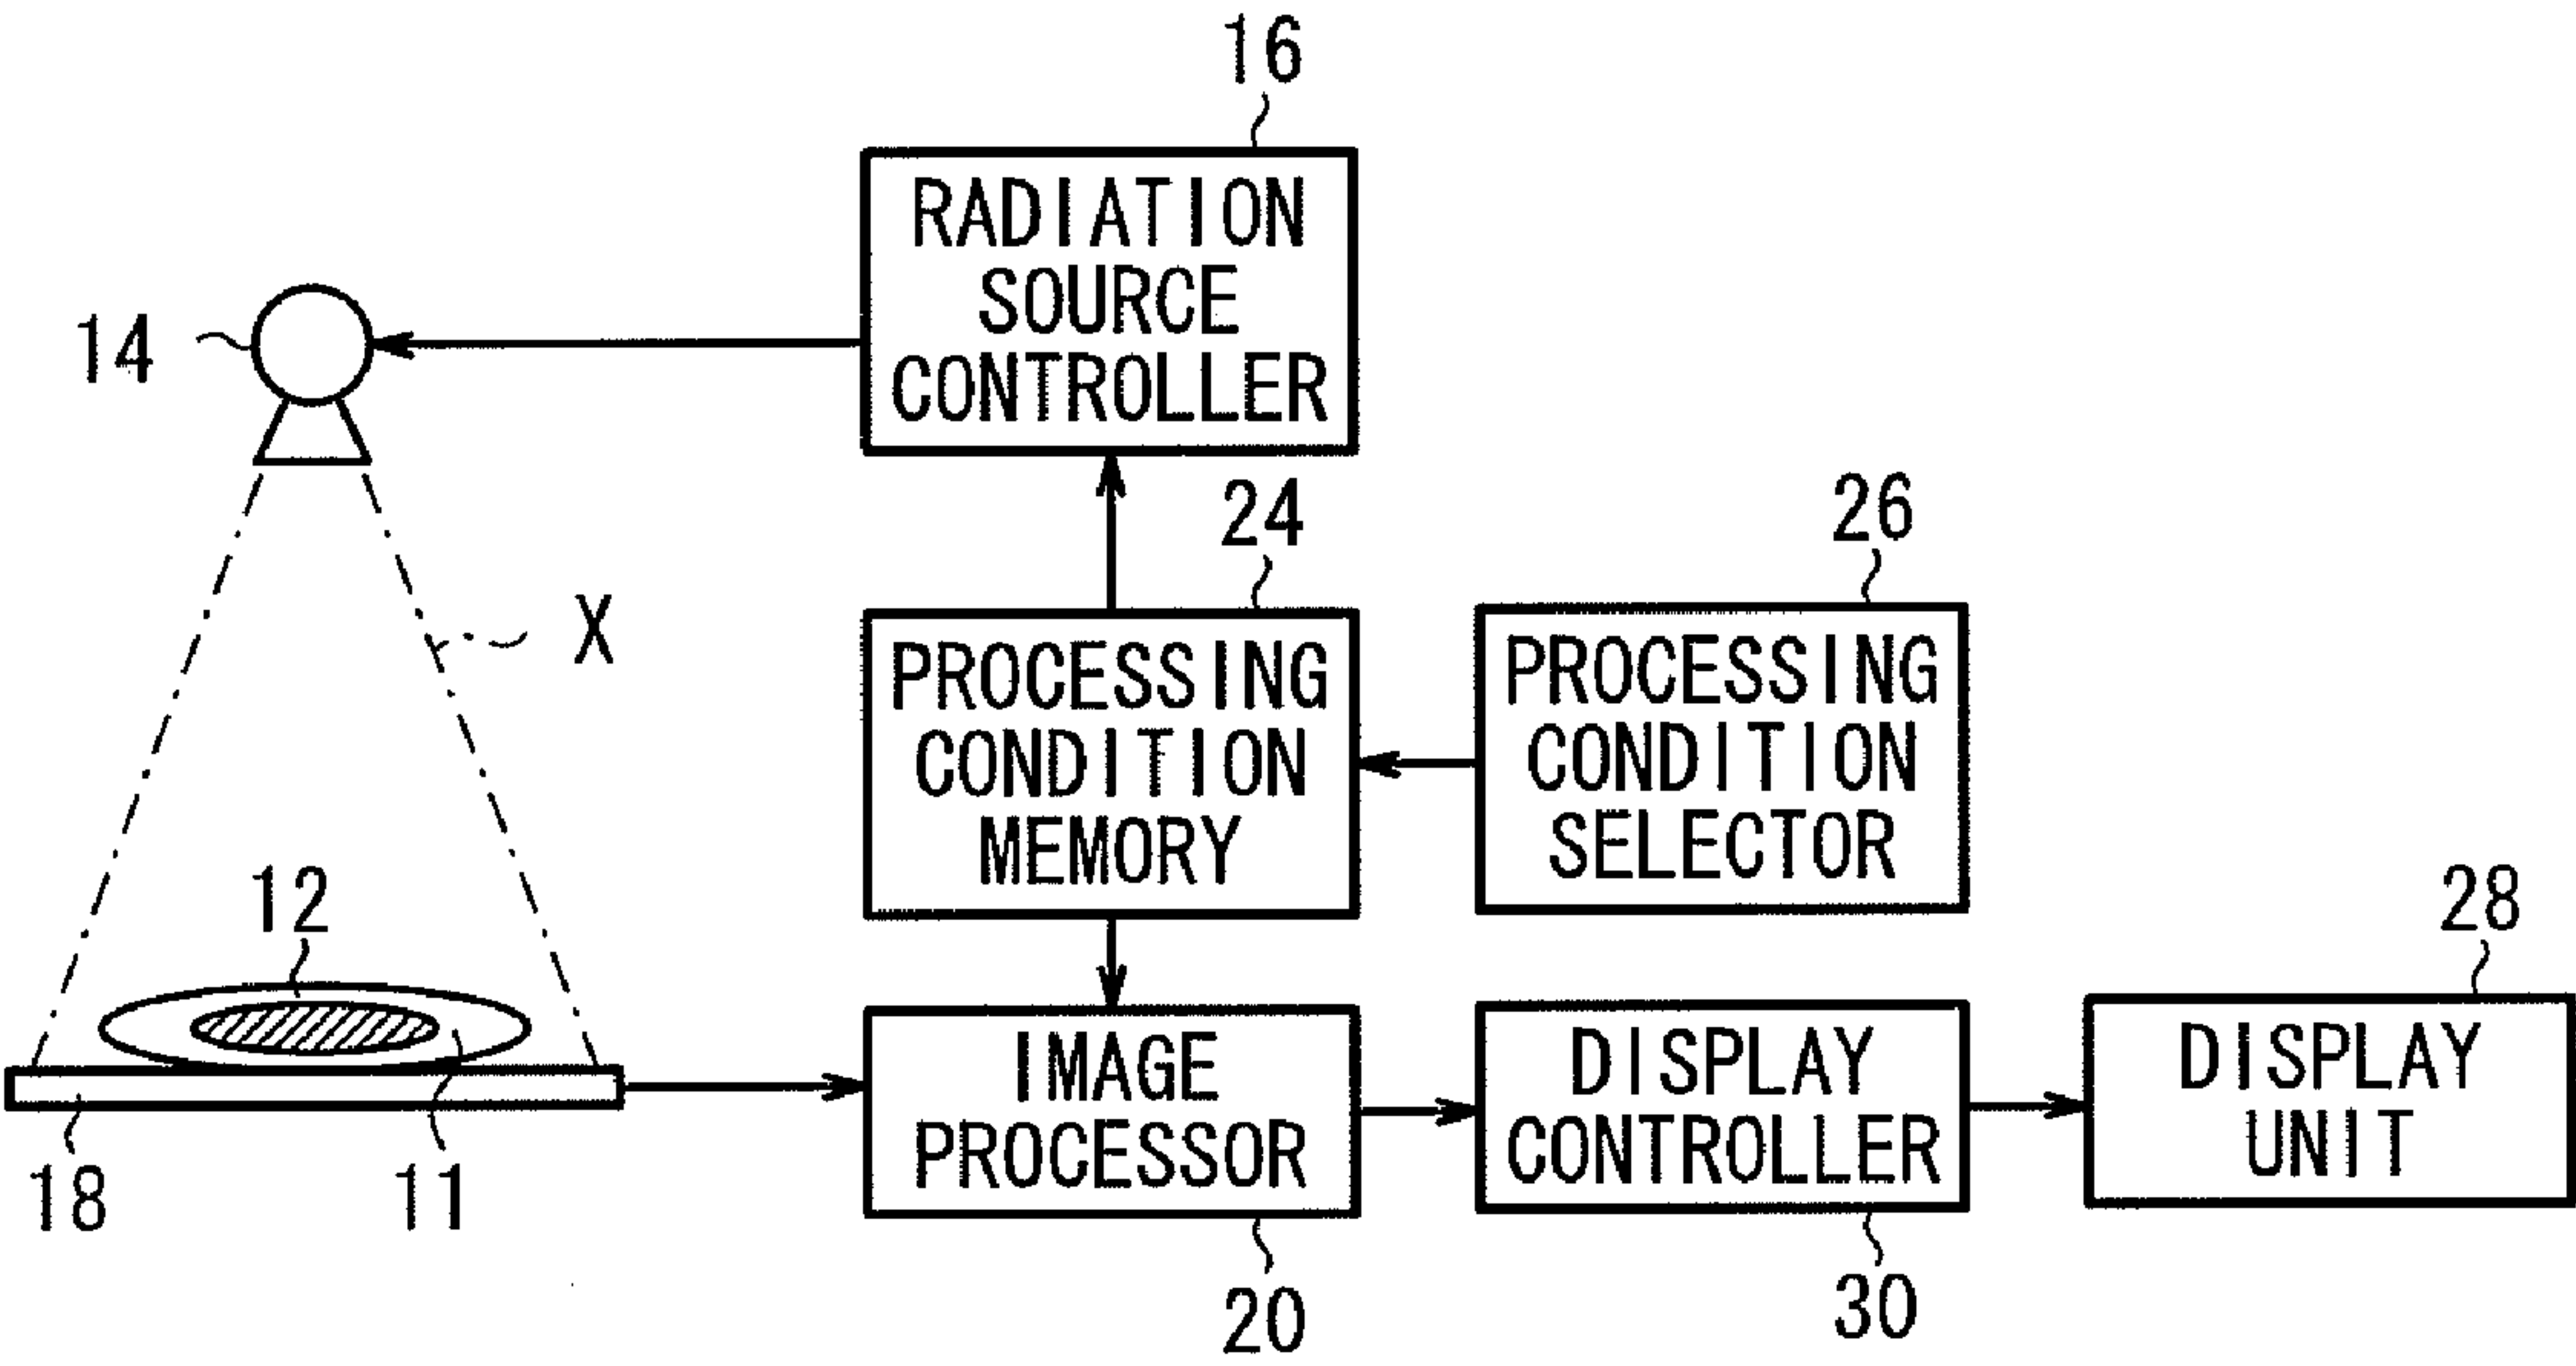 16
RADIATION
SOURCE
CONTROLLER
14
24
26
X
PROCESSING
CONDITION
MEMORY
PROCESSING
CONDITION
SELECTOR
12
28
IMAGE
PROCESSOR
DISPLAY
CONTROLLER
DISPLAY
UNIT
18
11
20
30